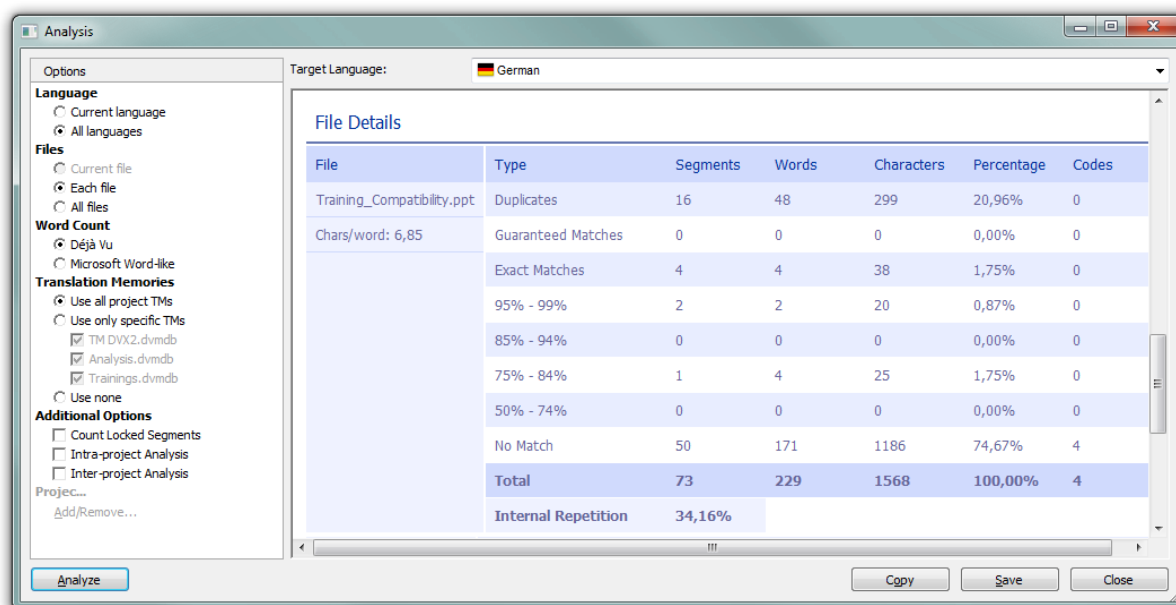 Analysis
Options
Language
Current language
All languages
Files
Current file
Each file
All files
Word Count
Déjà Vu
Microsoft Word-like
Translation Memories
Use all project TMs
Use only specific TMs
TM DVX2.dvmdb
Analysis.dvmdb
Trainings.dvmdb
Use none
Additional Options
Count Locked Segments
Intra-project Analysis
Inter-project Analysis
Projec...
Add/Remove...
Target Language: German
File Details
File Type Segments Words Characters Percentage Codes
Training_Compatibility.ppt Duplicates 16 48 299 20,96% 0
Chars/word: 6,85 Guaranteed Matches 0 0 0 0,00% 0
Exact Matches 4 4 38 1,75% 0
95% - 99% 2 2 20 0,87% 0
85% - 94% 0 0 0 0,00% 0
75% - 84% 1 4 25 1,75% 0
50% - 74% 0 0 0 0,00% 0
No Match 50 171 1186 74,67% 4
Total 73 229 1568 100,00% 4
Internal Repetition 34,16%
Analyze Copy Save Close